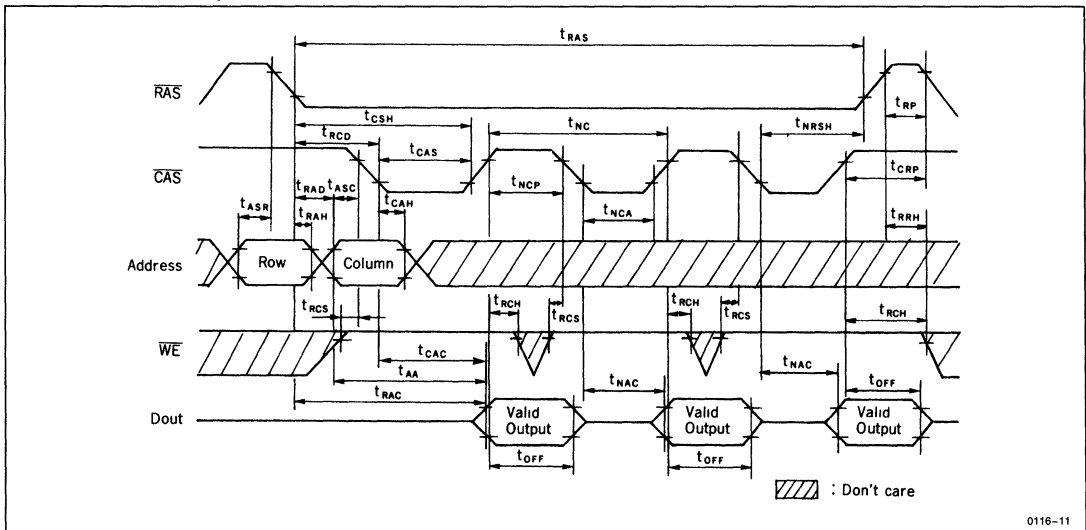 tRAS
RAS
tRP
tCSH
tNC
tNRSH
tRCD
tCAS
CAS
tNCP
tCRP
tRAD
tASC
tCAH
tNCA
tASR
tRAH
tRRH
Address
Row
Column
tRCS
tRCH
tRCS
tRCH
tRCS
tRCH
WE
tCAC
tAA
tNAC
tNAC
tRAC
tOFF
Dout
Valid Output
Valid Output
Valid Output
tOFF
tOFF
: Don't care
0116-11